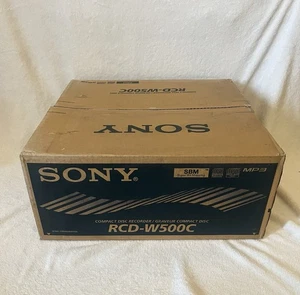 SONY
RCD-W500C
SONY
SBM
MP3
COMPACT DISC RECORDER / GRAVEUR COMPACT DISC
RCD-W500C